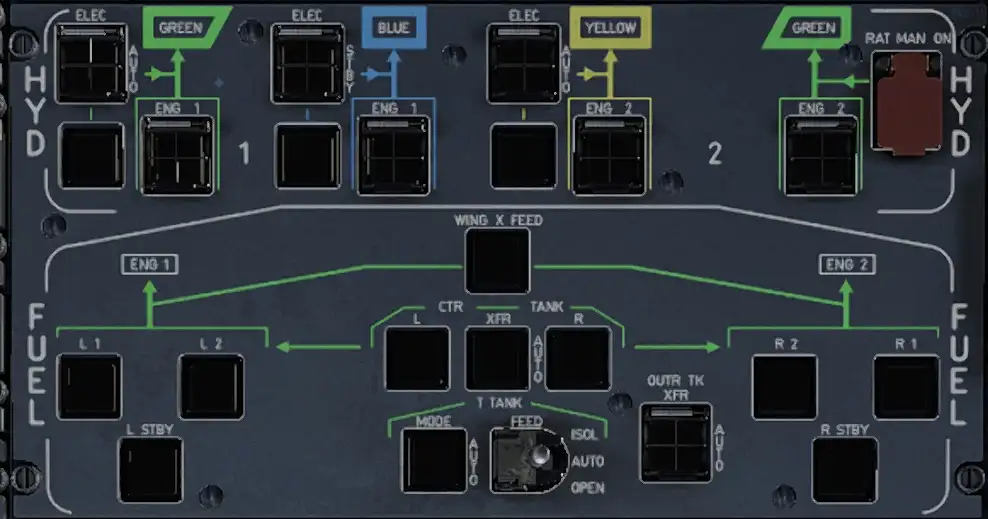 ELEC
GREEN
ELEC
BLUE
ELEC
YELLOW
GREEN
RAT MAN ON
HYD
AUTO
STBY
AUTO
HYD
ENG 1
ENG 1
ENG 2
ENG 2
1
2
WING X FEED
ENG 1
ENG 2
FUEL
CTR TANK
FUEL
L
XFR
R
AUTO
L 1
L 2
R 2
R 1
OUTR TK
XFR
AUTO
T TANK
MODE
AUTO
FEED
ISOL
AUTO
OPEN
L STBY
R STBY